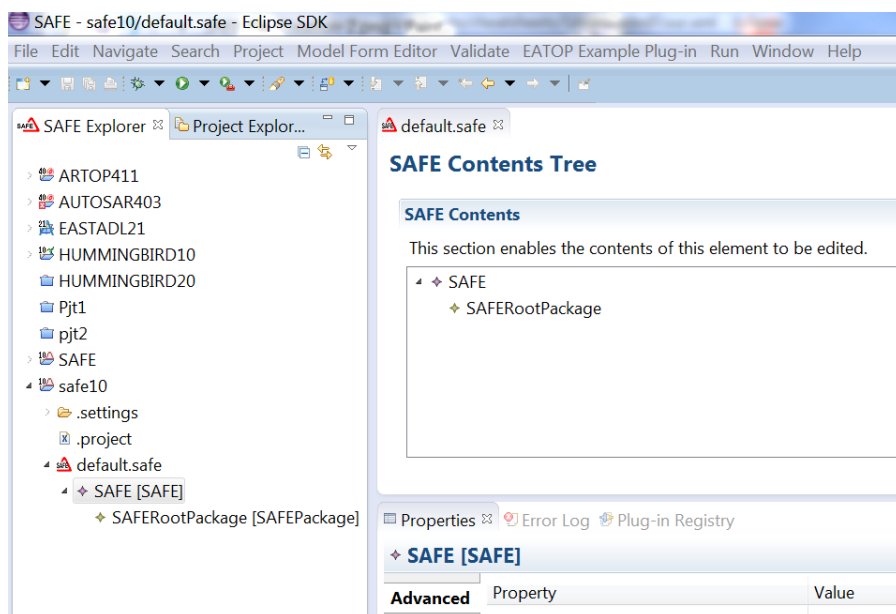 SAFE - safe10/default.safe - Eclipse SDK
File Edit Navigate Search Project Model Form Editor Validate EATOP Example Plug-in Run Window Help
SAFE Explorer
Project Explor...
default.safe
SAFE Contents Tree
ARTOP411
AUTOSAR403
EASTADL21
HUMMINGBIRD10
HUMMINGBIRD20
Pjt1
pjt2
SAFE
safe10
.settings
.project
default.safe
SAFE [SAFE]
SAFERootPackage [SAFEPackage]
SAFE Contents
This section enables the contents of this element to be edited.
SAFE
SAFERootPackage
Properties
Error Log
Plug-in Registry
SAFE [SAFE]
Advanced
Property
Value